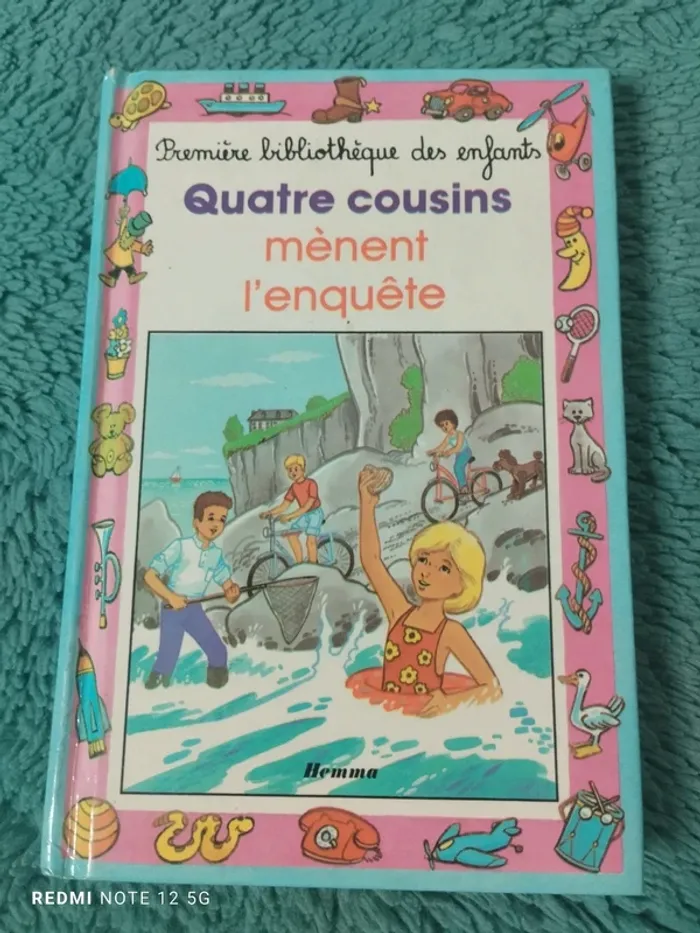 Première bibliothèque des enfants
Quatre cousins
mènent
l'enquête
Hemma
REDMI NOTE 12 5G